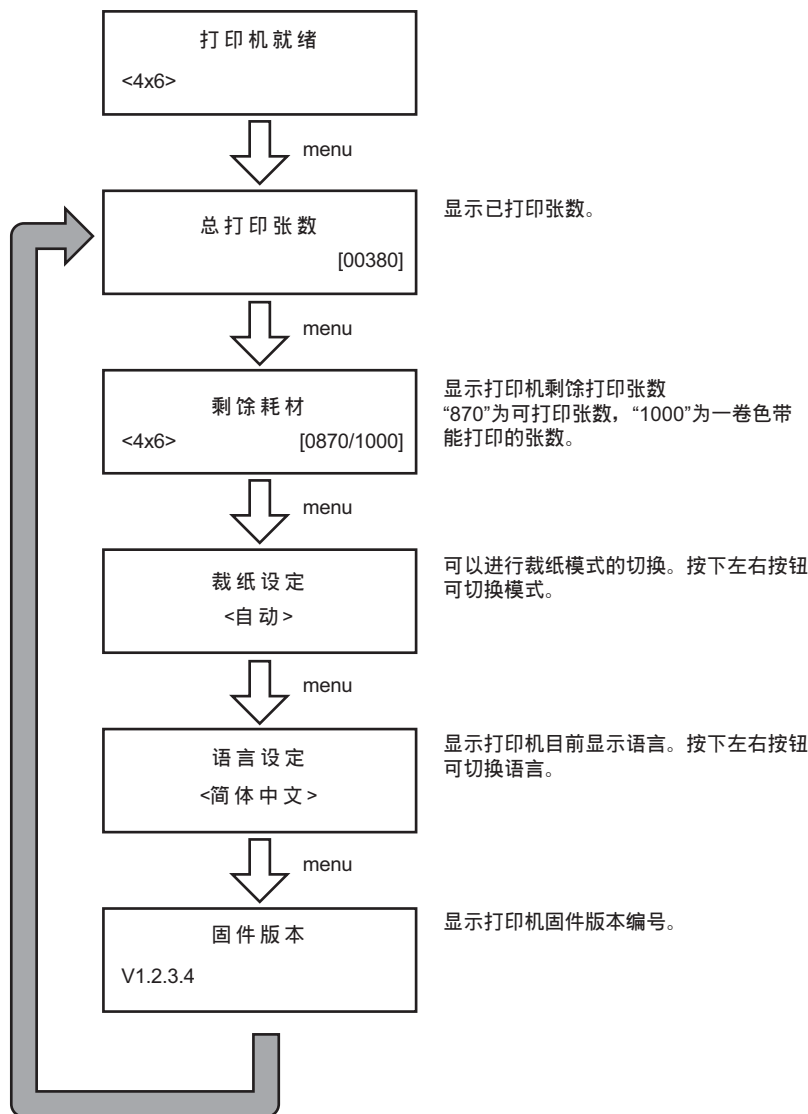 打印机就绪
<4x6>
menu
总打印张数
[00380]
显示已打印张数。
menu
剩馀耗材
<4x6> [0870/1000]
显示打印机剩馀打印张数
“870”为可打印张数，“1000”为一卷色带
能打印的张数。
menu
裁纸设定
<自动>
可以进行裁纸模式的切换。按下左右按钮
可切换模式。
menu
语言设定
<简体中文>
显示打印机目前显示语言。按下左右按钮
可切换语言。
menu
固件版本
V1.2.3.4
显示打印机固件版本编号。